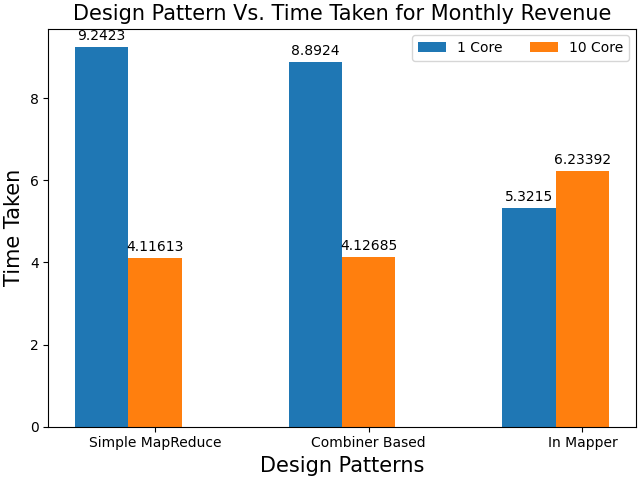 Design Pattern Vs. Time Taken for Monthly Revenue
1 Core
10 Core
9.2423
8.8924
5.3215
4.11613
4.12685
6.23392
Time Taken
8
6
4
2
0
Simple MapReduce
Combiner Based
In Mapper
Design Patterns